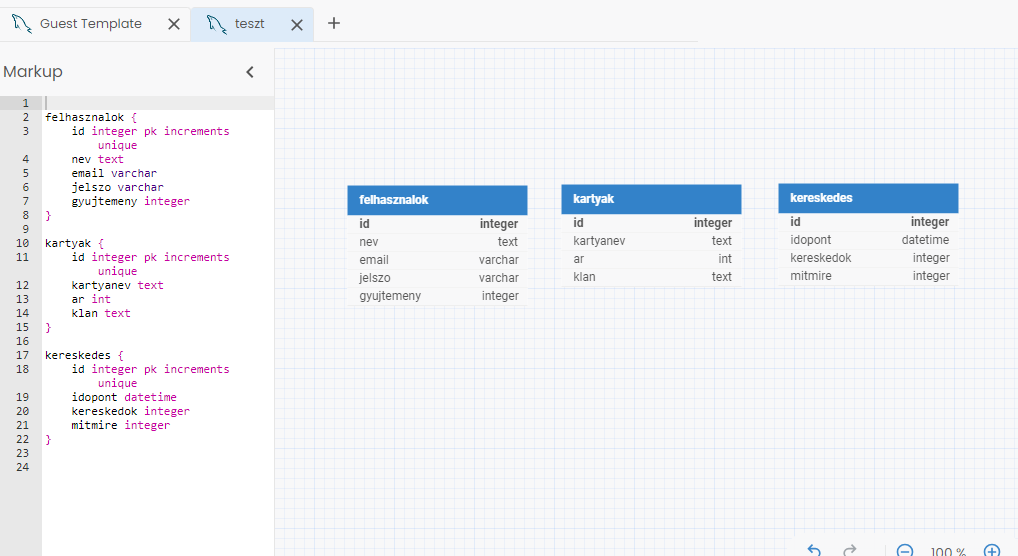 Guest Template
teszt
Markup
1
2 felhasznalok {
3 id integer pk increments
unique
4 nev text
5 email varchar
6 jelszo varchar
7 gyujtemeny integer
8 }
9
10 kartyak {
11 id integer pk increments
unique
12 kartyanev text
13 ar int
14 klan text
15 }
16
17 kereskedes {
18 id integer pk increments
unique
19 idopont datetime
20 kereskedok integer
21 mitmire integer
22 }
23
24
felhasznalok
id integer
nev text
email varchar
jelszo varchar
gyujtemeny integer
kartyak
id integer
kartyanev text
ar int
klan text
kereskedes
id integer
idopont datetime
kereskedok integer
mitmire integer
100 %